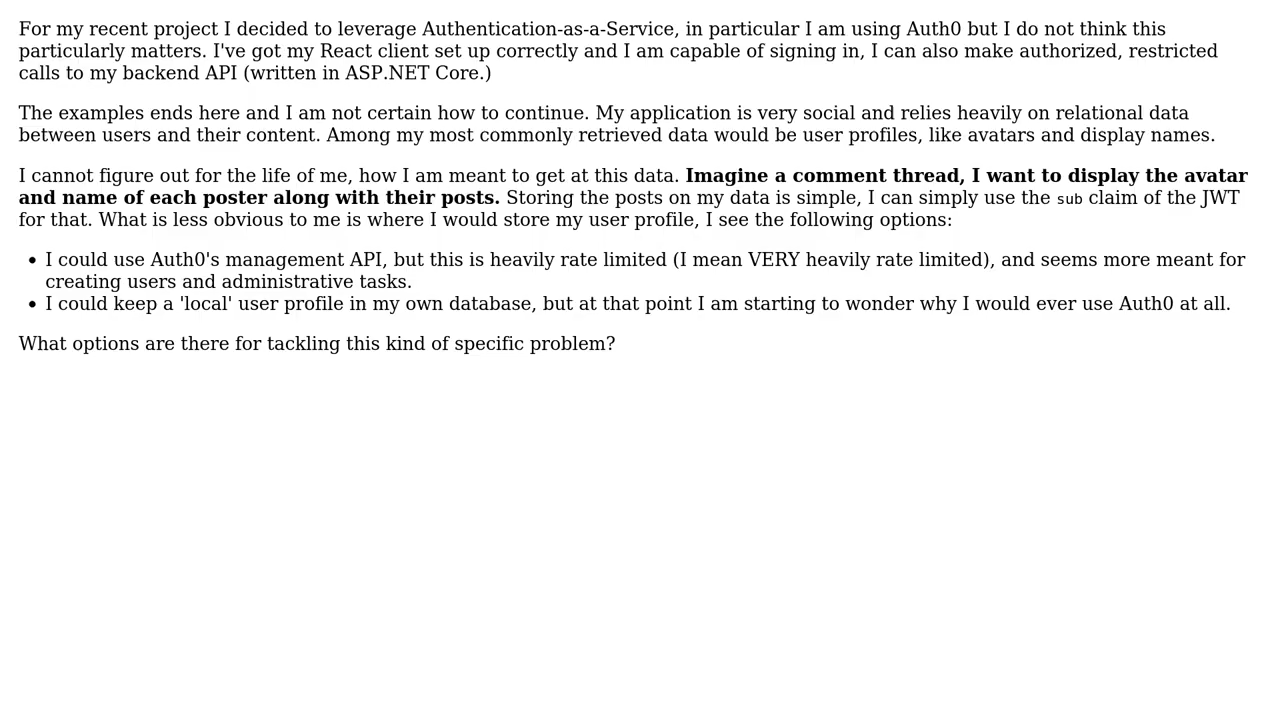 For my recent project I decided to leverage Authentication-as-a-Service, in particular I am using Auth0 but I do not think this
particularly matters. I've got my React client set up correctly and I am capable of signing in, I can also make authorized, restricted
calls to my backend API (written in ASP.NET Core.)
The examples ends here and I am not certain how to continue. My application is very social and relies heavily on relational data
between users and their content. Among my most commonly retrieved data would be user profiles, like avatars and display names.
I cannot figure out for the life of me, how I am meant to get at this data. Imagine a comment thread, I want to display the avatar
and name of each poster along with their posts. Storing the posts on my data is simple, I can simply use the sub claim of the JWT
for that. What is less obvious to me is where I would store my user profile, I see the following options:
• I could use Auth0's management API, but this is heavily rate limited (I mean VERY heavily rate limited), and seems more meant for
creating users and administrative tasks.
• I could keep a 'local' user profile in my own database, but at that point I am starting to wonder why I would ever use Auth0 at all.
What options are there for tackling this kind of specific problem?